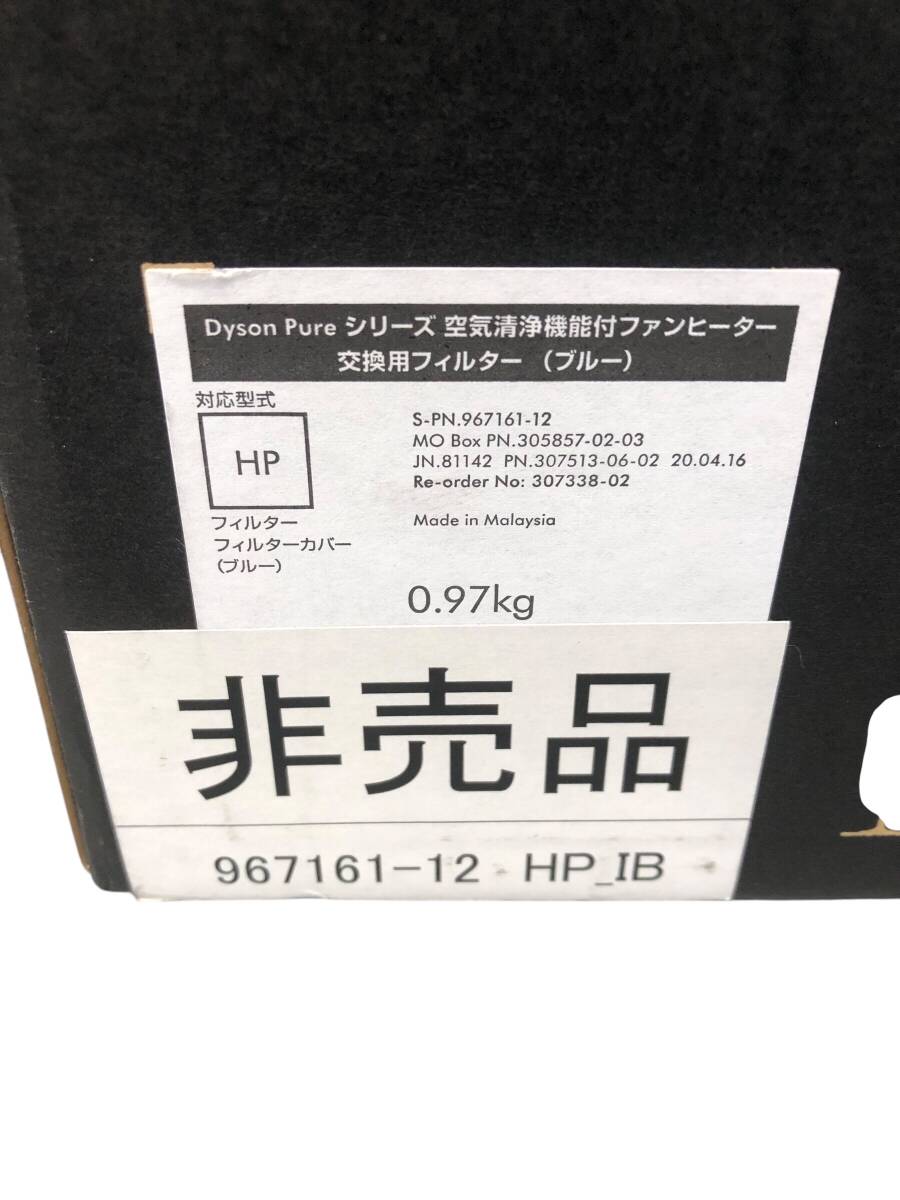 Dyson Pure シリーズ 空気清浄機能付ファンヒーター
交換用フィルター （ブルー）
対応型式
HP
フィルター
フィルターカバー
（ブルー）
S-PN.967161-12
MO Box PN.305857-02-03
JN.81142 PN.307513-06-02 20.04.16
Re-order No: 307338-02
Made in Malaysia
0.97kg
非売品
967161-12 HP_IB